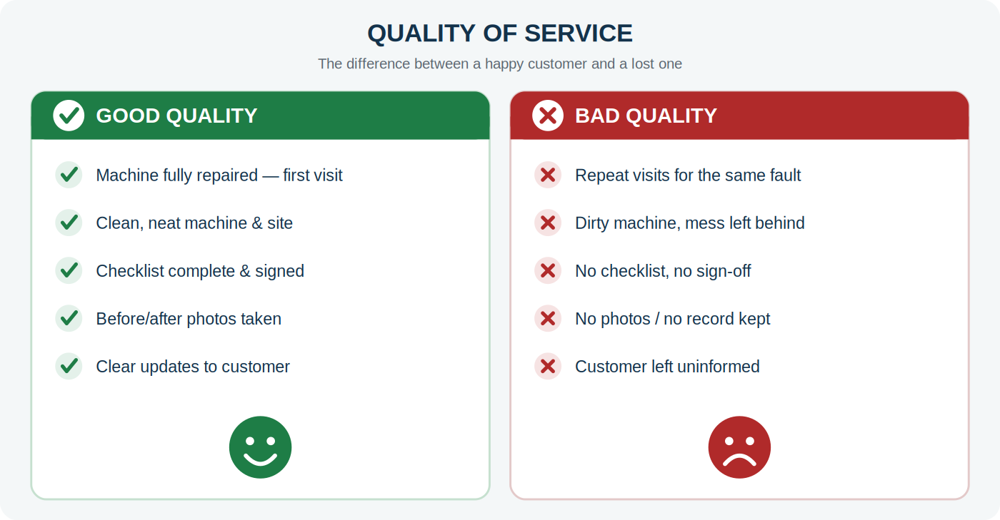 QUALITY OF SERVICE
The difference between a happy customer and a lost one
GOOD QUALITY
Machine fully repaired — first visit
Clean, neat machine & site
Checklist complete & signed
Before/after photos taken
Clear updates to customer
BAD QUALITY
Repeat visits for the same fault
Dirty machine, mess left behind
No checklist, no sign-off
No photos / no record kept
Customer left uninformed